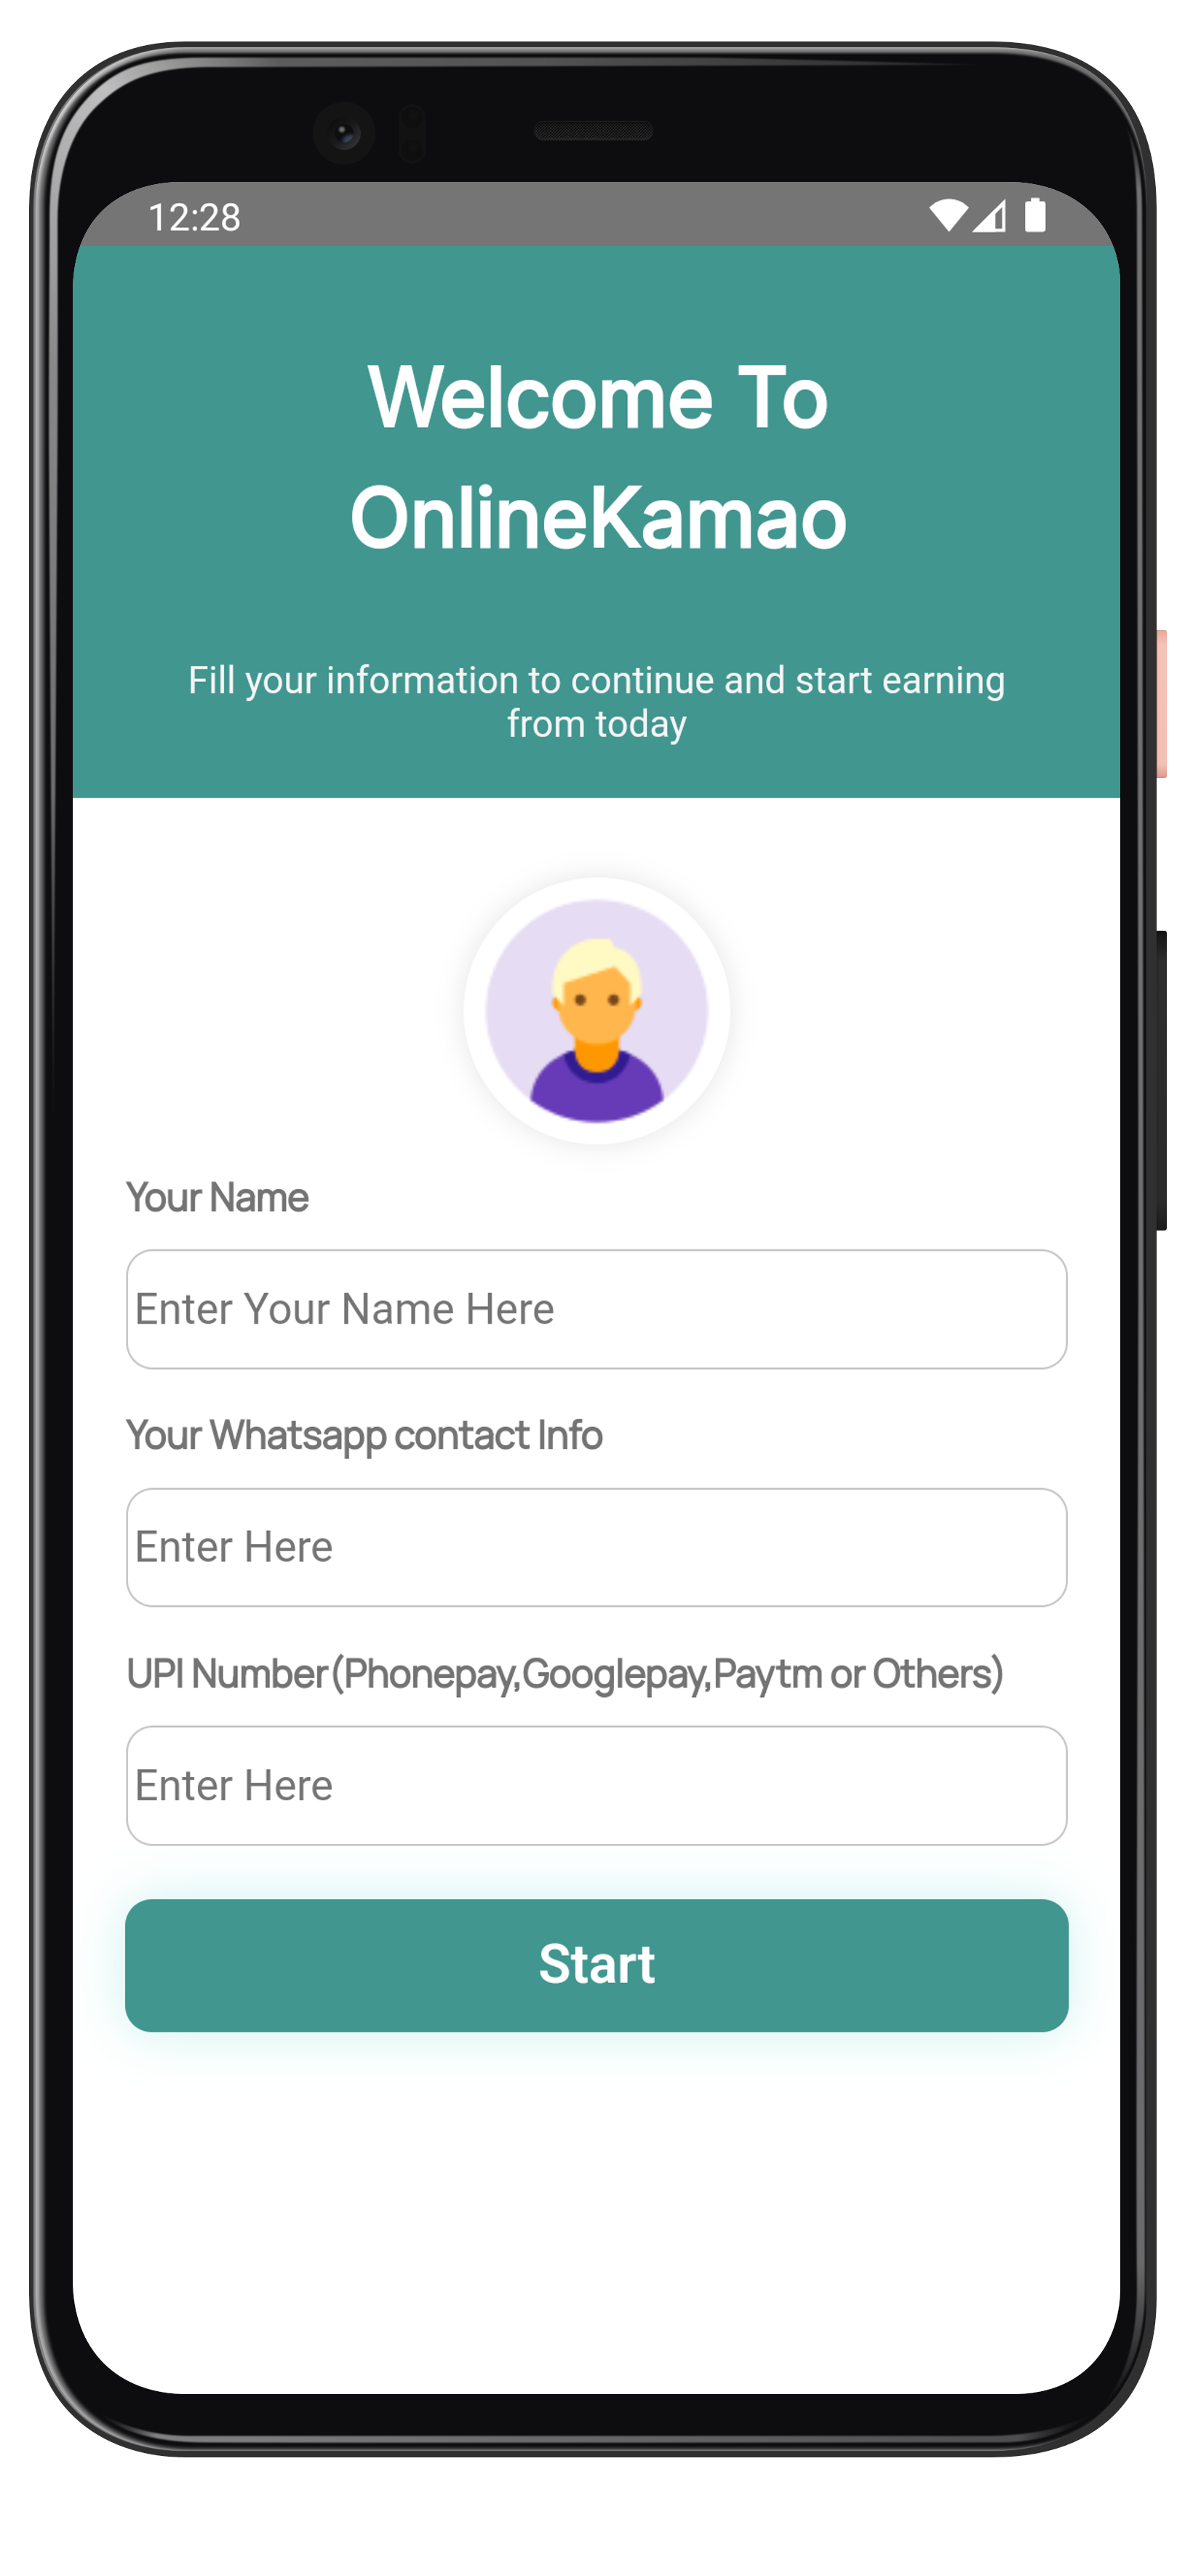 12:28
Welcome To
OnlineKamao
Fill your information to continue and start earning
from today
Your Name
Enter Your Name Here
Your Whatsapp contact Info
Enter Here
UPI Number(Phonepay,Googlepay,Paytm or Others)
Enter Here
Start